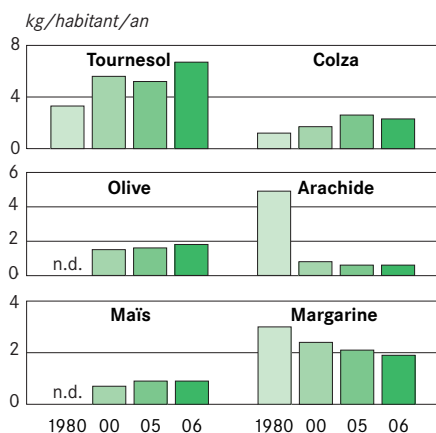 kg/habitant/an
8
Tournesol
Colza
4
0
6
Olive
Arachide
4
2
n.d.
0
4
Maïs
Margarine
2
n.d.
0
1980 00 05 06 1980 00 05 06